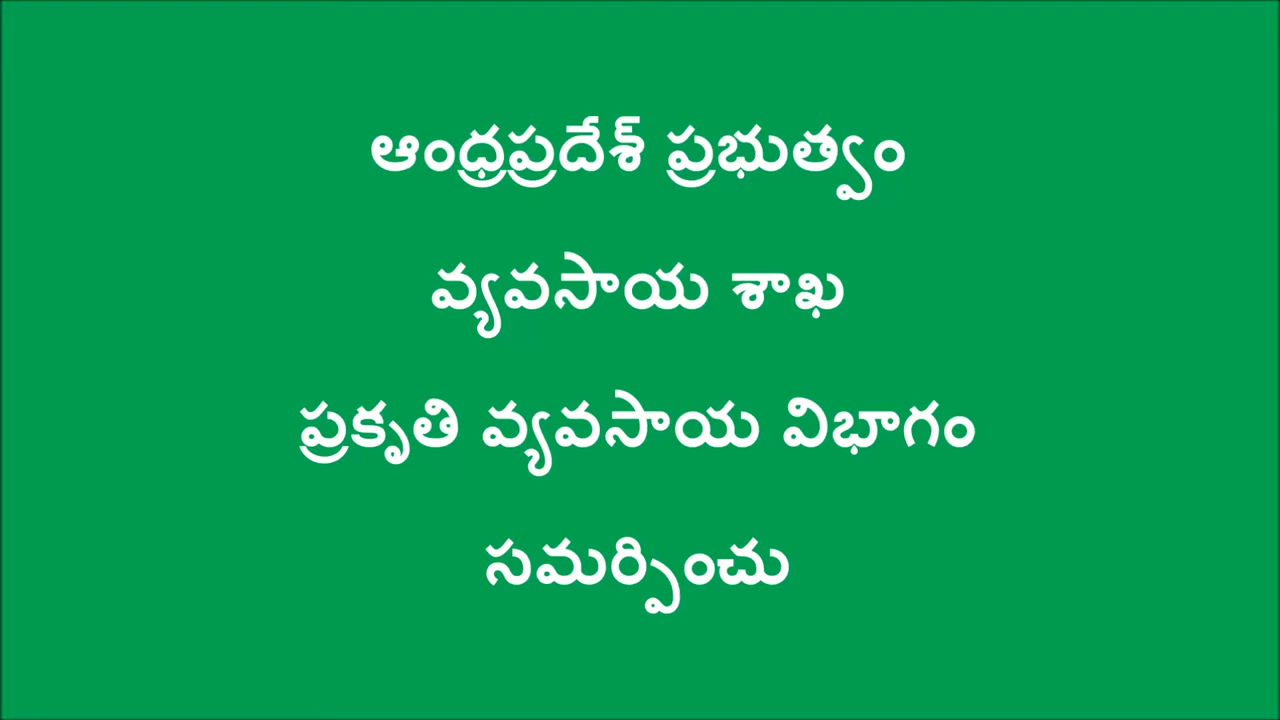 ఆంధ్రప్రదేశ్ ప్రభుత్వం
వ్యవసాయ శాఖ
ప్రకృతి వ్యవసాయ విభాగం
సమర్పించు